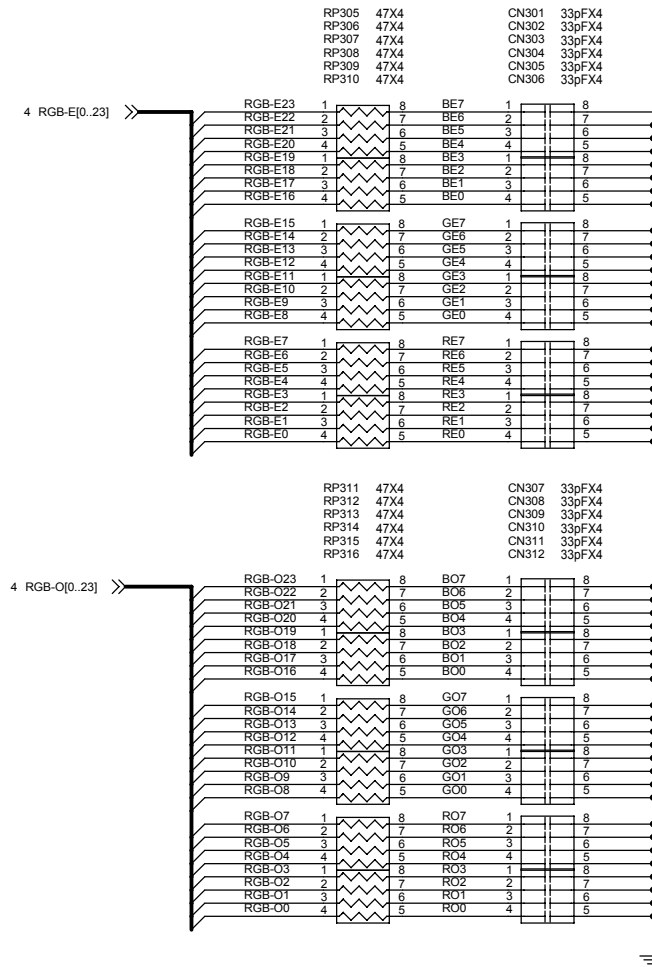 RP305 47X4 CN301 33pFX4
RP306 47X4 CN302 33pFX4
RP307 47X4 CN303 33pFX4
RP308 47X4 CN304 33pFX4
RP309 47X4 CN305 33pFX4
RP310 47X4 CN306 33pFX4
4 RGB-E[0..23]
RGB-E23 1 8 BE7 1 8
RGB-E22 2 7 BE6 2 7
RGB-E21 3 6 BE5 3 6
RGB-E20 4 5 BE4 4 5
RGB-E19 1 8 BE3 1 8
RGB-E18 2 7 BE2 2 7
RGB-E17 3 6 BE1 3 6
RGB-E16 4 5 BE0 4 5
RGB-E15 1 8 GE7 1 8
RGB-E14 2 7 GE6 2 7
RGB-E13 3 6 GE5 3 6
RGB-E12 4 5 GE4 4 5
RGB-E11 1 8 GE3 1 8
RGB-E10 2 7 GE2 2 7
RGB-E9 3 6 GE1 3 6
RGB-E8 4 5 GE0 4 5
RGB-E7 1 8 RE7 1 8
RGB-E6 2 7 RE6 2 7
RGB-E5 3 6 RE5 3 6
RGB-E4 4 5 RE4 4 5
RGB-E3 1 8 RE3 1 8
RGB-E2 2 7 RE2 2 7
RGB-E1 3 6 RE1 3 6
RGB-E0 4 5 RE0 4 5
RP311 47X4 CN307 33pFX4
RP312 47X4 CN308 33pFX4
RP313 47X4 CN309 33pFX4
RP314 47X4 CN310 33pFX4
RP315 47X4 CN311 33pFX4
RP316 47X4 CN312 33pFX4
4 RGB-O[0..23]
RGB-O23 1 8 BO7 1 8
RGB-O22 2 7 BO6 2 7
RGB-O21 3 6 BO5 3 6
RGB-O20 4 5 BO4 4 5
RGB-O19 1 8 BO3 1 8
RGB-O18 2 7 BO2 2 7
RGB-O17 3 6 BO1 3 6
RGB-O16 4 5 BO0 4 5
RGB-O15 1 8 GO7 1 8
RGB-O14 2 7 GO6 2 7
RGB-O13 3 6 GO5 3 6
RGB-O12 4 5 GO4 4 5
RGB-O11 1 8 GO3 1 8
RGB-O10 2 7 GO2 2 7
RGB-O9 3 6 GO1 3 6
RGB-O8 4 5 GO0 4 5
RGB-O7 1 8 RO7 1 8
RGB-O6 2 7 RO6 2 7
RGB-O5 3 6 RO5 3 6
RGB-O4 4 5 RO4 4 5
RGB-O3 1 8 RO3 1 8
RGB-O2 2 7 RO2 2 7
RGB-O1 3 6 RO1 3 6
RGB-O0 4 5 RO0 4 5